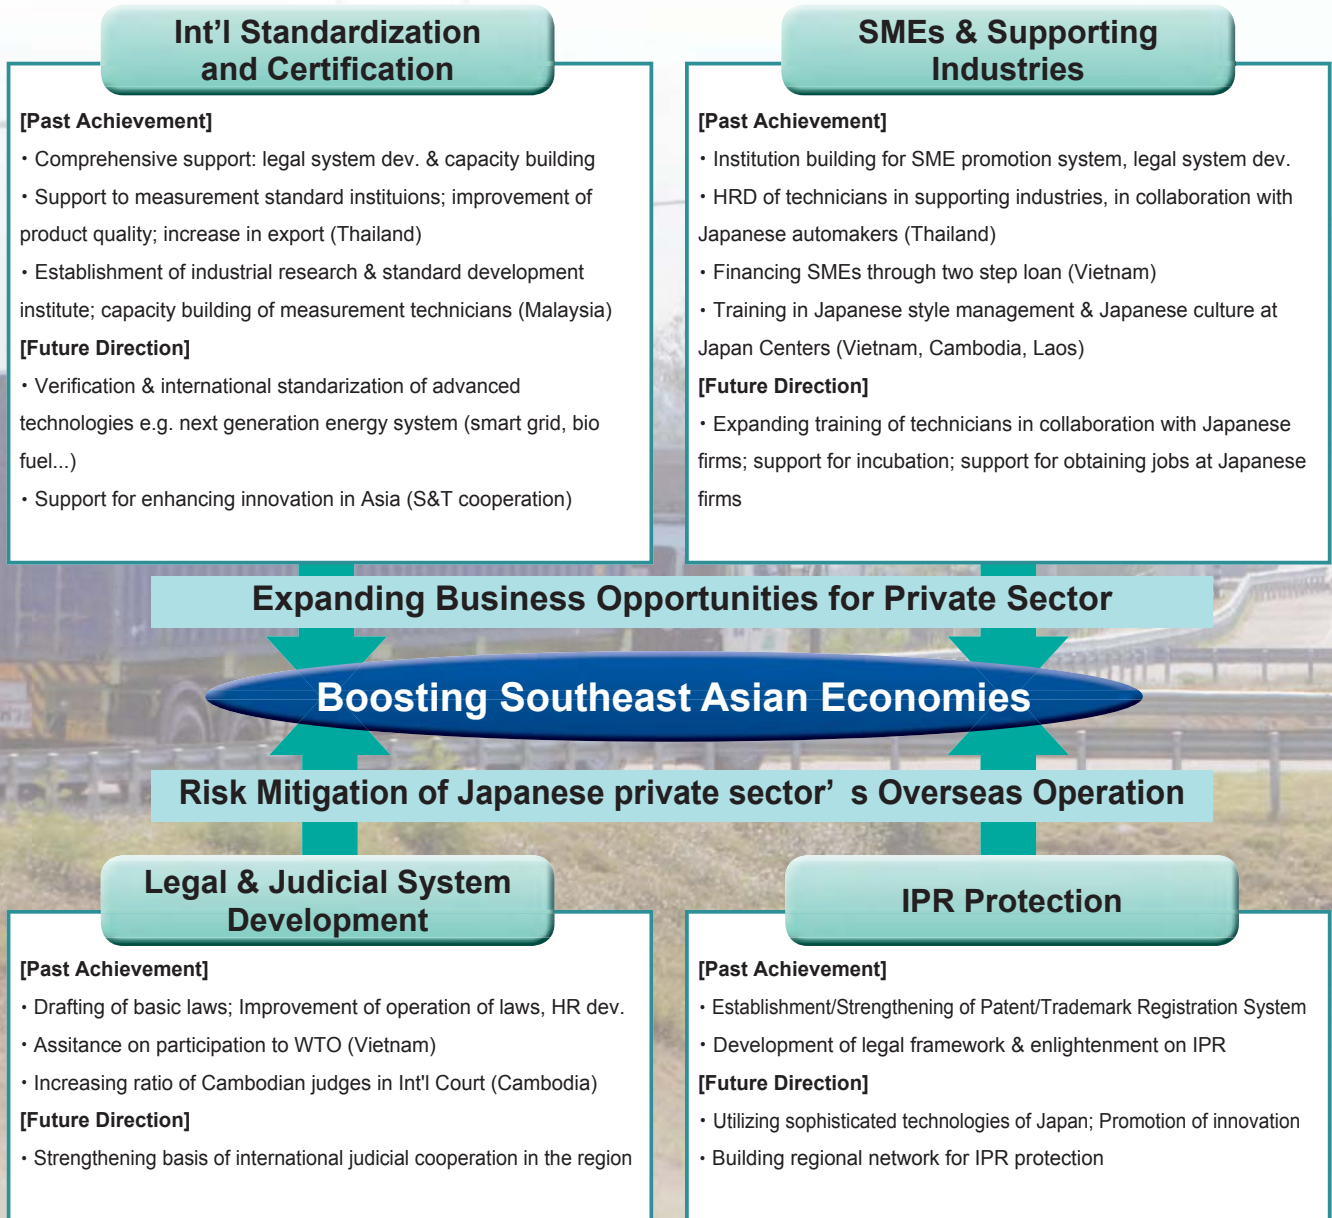 Int’l Standardization
and Certification
[Past Achievement]
・Comprehensive support: legal system dev. & capacity building
・Support to measurement standard instituions; improvement of
product quality; increase in export (Thailand)
・Establishment of industrial research & standard development
institute; capacity building of measurement technicians (Malaysia)
[Future Direction]
・Verification & international standarization of advanced
technologies e.g. next generation energy system (smart grid, bio
fuel...)
・Support for enhancing innovation in Asia (S&T cooperation)
SMEs & Supporting
Industries
[Past Achievement]
・Institution building for SME promotion system, legal system dev.
・HRD of technicians in supporting industries, in collaboration with
Japanese automakers (Thailand)
・Financing SMEs through two step loan (Vietnam)
・Training in Japanese style management & Japanese culture at
Japan Centers (Vietnam, Cambodia, Laos)
[Future Direction]
・Expanding training of technicians in collaboration with Japanese
firms; support for incubation; support for obtaining jobs at Japanese
firms
Expanding Business Opportunities for Private Sector
Boosting Southeast Asian Economies
Risk Mitigation of Japanese private sector’ s Overseas Operation
Legal & Judicial System
Development
[Past Achievement]
・Drafting of basic laws; Improvement of operation of laws, HR dev.
・Assitance on participation to WTO (Vietnam)
・Increasing ratio of Cambodian judges in Int'l Court (Cambodia)
[Future Direction]
・Strengthening basis of international judicial cooperation in the region
IPR Protection
[Past Achievement]
・Establishment/Strengthening of Patent/Trademark Registration System
・Development of legal framework & enlightenment on IPR
[Future Direction]
・Utilizing sophisticated technologies of Japan; Promotion of innovation
・Building regional network for IPR protection